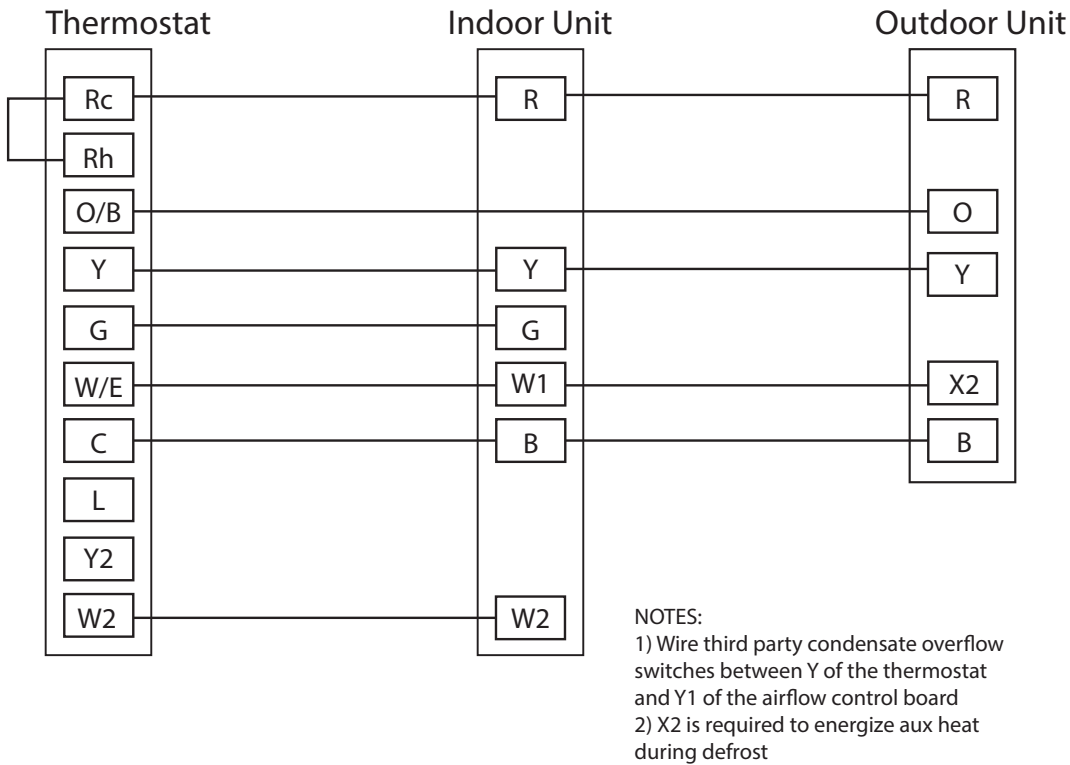 Thermostat
Indoor Unit
Outdoor Unit
Rc
R
R
Rh
O/B
O
Y
Y
Y
G
G
W/E
W1
X2
C
B
B
L
Y2
W2
W2
NOTES:
1) Wire third party condensate overflow
switches between Y of the thermostat
and Y1 of the airflow control board
2) X2 is required to energize aux heat
during defrost